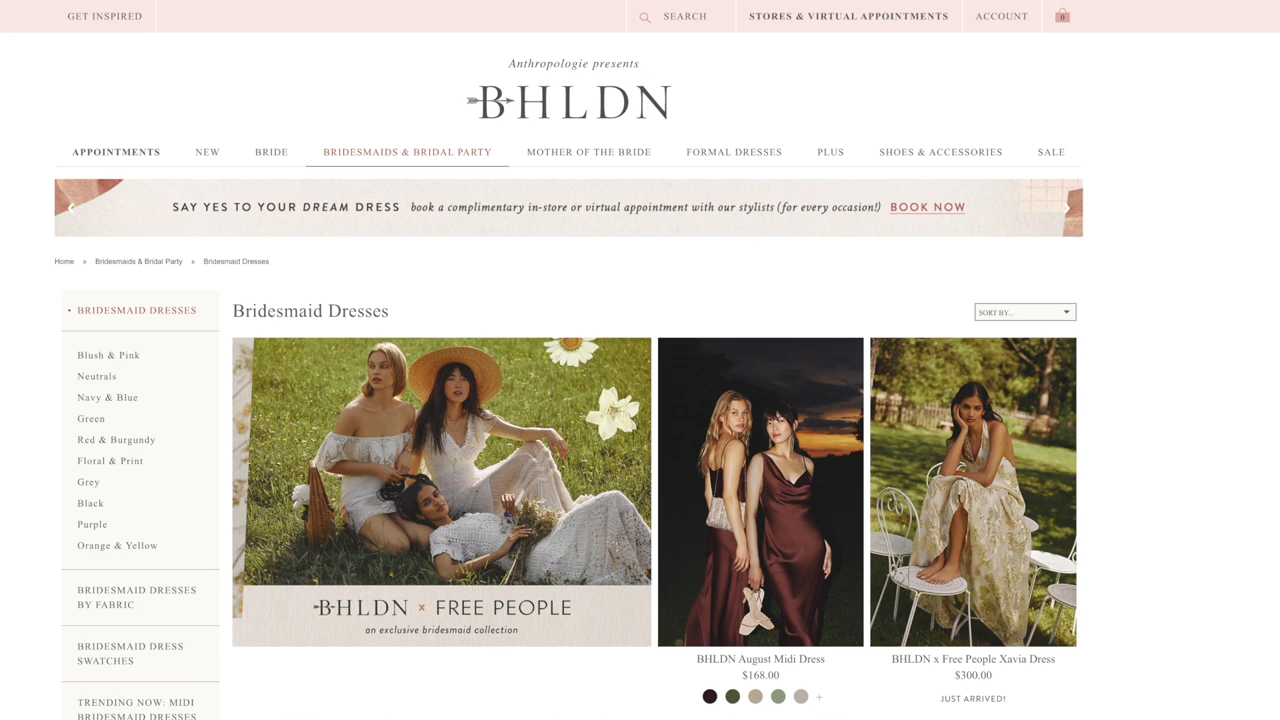 GET INSPIRED
SEARCH
STORES & VIRTUAL APPOINTMENTS
ACCOUNT
0
Anthropologie presents
BHLDN
APPOINTMENTS
NEW
BRIDE
BRIDESMAIDS & BRIDAL PARTY
MOTHER OF THE BRIDE
FORMAL DRESSES
PLUS
SHOES & ACCESSORIES
SALE
SAY YES TO YOUR DREAM DRESS book a complimentary in-store or virtual appointment with our stylists (for every occasion!) BOOK NOW
Home » Bridesmaids & Bridal Party » Bridesmaid Dresses
• BRIDESMAID DRESSES
Blush & Pink
Neutrals
Navy & Blue
Green
Red & Burgundy
Floral & Print
Grey
Black
Purple
Orange & Yellow
BRIDESMAID DRESSES
BY FABRIC
BRIDESMAID DRESS
SWATCHES
TRENDING NOW: MIDI
BRIDESMAID DRESSES
Bridesmaid Dresses
SORT BY...
BHLDN x FREE PEOPLE
an exclusive bridesmaid collection
BHLDN August Midi Dress
$168.00
+
BHLDN x Free People Xavia Dress
$300.00
JUST ARRIVED!